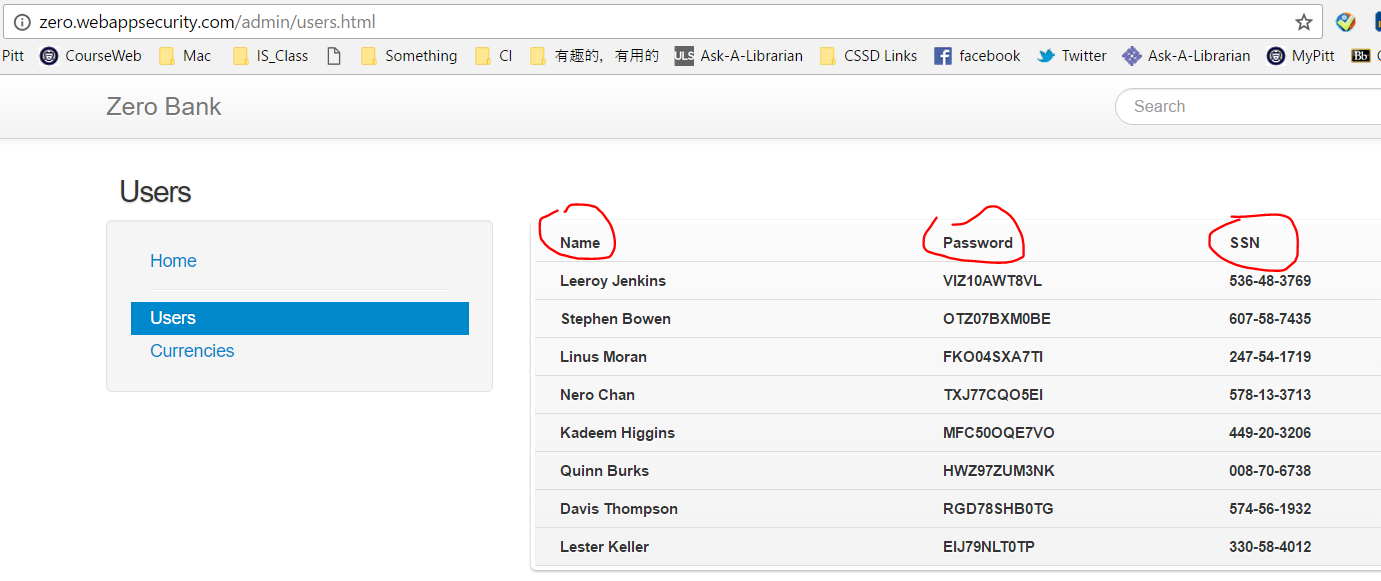 zero.webappsecurity.com/admin/users.html
Pitt CourseWeb Mac IS_Class Something CI 有趣的，有用的 ULS Ask-A-Librarian CSSD Links facebook Twitter Ask-A-Librarian MyPitt Bb
Zero Bank Search
Users
Name Password SSN
Home
Leeroy Jenkins VIZ10AWT8VL 536-48-3769
Users
Stephen Bowen OTZ07BXM0BE 607-58-7435
Currencies
Linus Moran FKO04SXA7TI 247-54-1719
Nero Chan TXJ77CQO5EI 578-13-3713
Kadeem Higgins MFC50OQE7VO 449-20-3206
Quinn Burks HWZ97ZUM3NK 008-70-6738
Davis Thompson RGD78SHB0TG 574-56-1932
Lester Keller EIJ79NLT0TP 330-58-4012